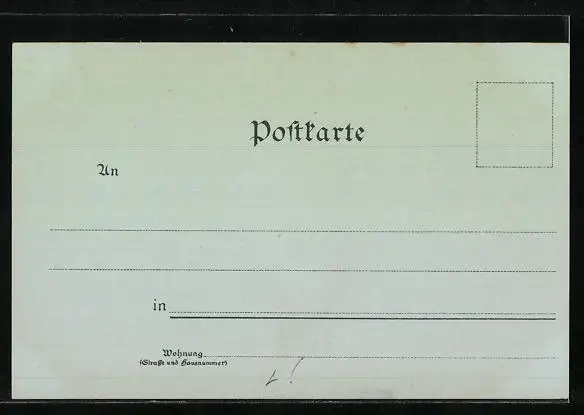 Postkarte
An
in
Wohnung
(Straße und Hausnummer)